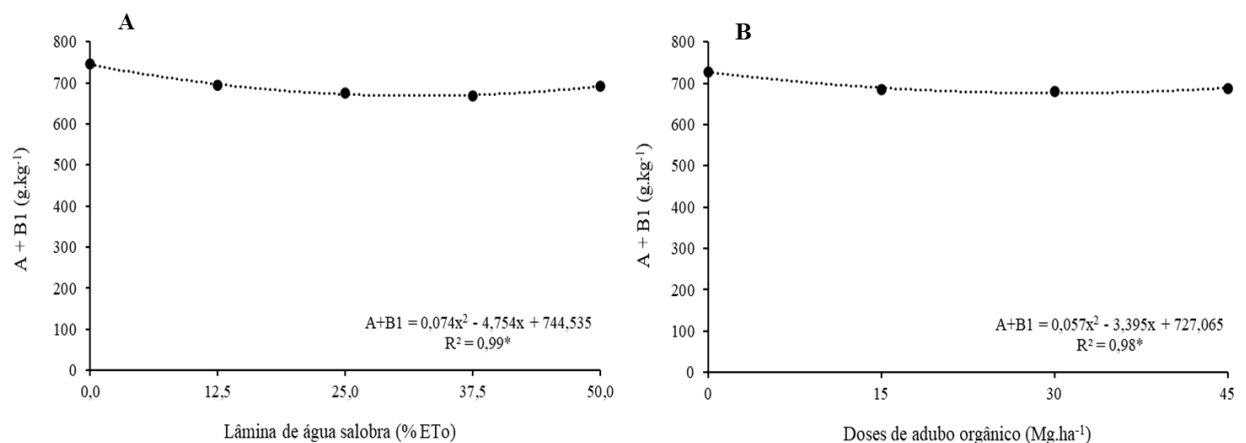 A
800
700
600
500
400
300
200
100
0
A + B1 (g.kg⁻¹)
A+B1 = 0,074x² - 4,754x + 744,535
R² = 0,99*
0,0 12,5 25,0 37,5 50,0
Lâmina de água salobra (% ETo)
B
800
700
600
500
400
300
200
100
0
A + B1 (g.kg⁻¹)
A+B1 = 0,057x² - 3,395x + 727,065
R² = 0,98*
0 15 30 45
Doses de adubo orgânico (Mg.ha⁻¹)